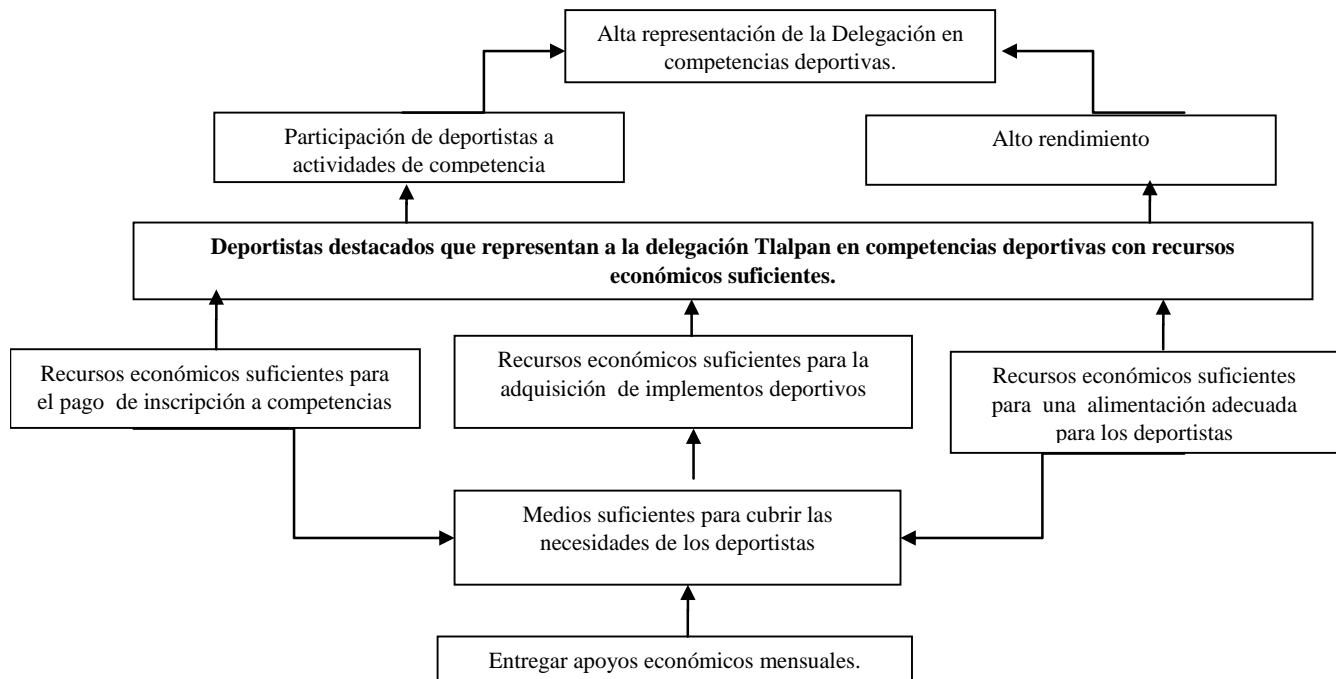 Alta representación de la Delegación en
competencias deportivas.
Participación de deportistas a
actividades de competencia
Alto rendimiento
Deportistas destacados que representan a la delegación Tlalpan en competencias deportivas con recursos
económicos suficientes.
Recursos económicos suficientes para
el pago de inscripción a competencias
Recursos económicos suficientes para la
adquisición de implementos deportivos
Recursos económicos suficientes
para una alimentación adecuada
para los deportistas
Medios suficientes para cubrir las
necesidades de los deportistas
Entregar apoyos económicos mensuales.